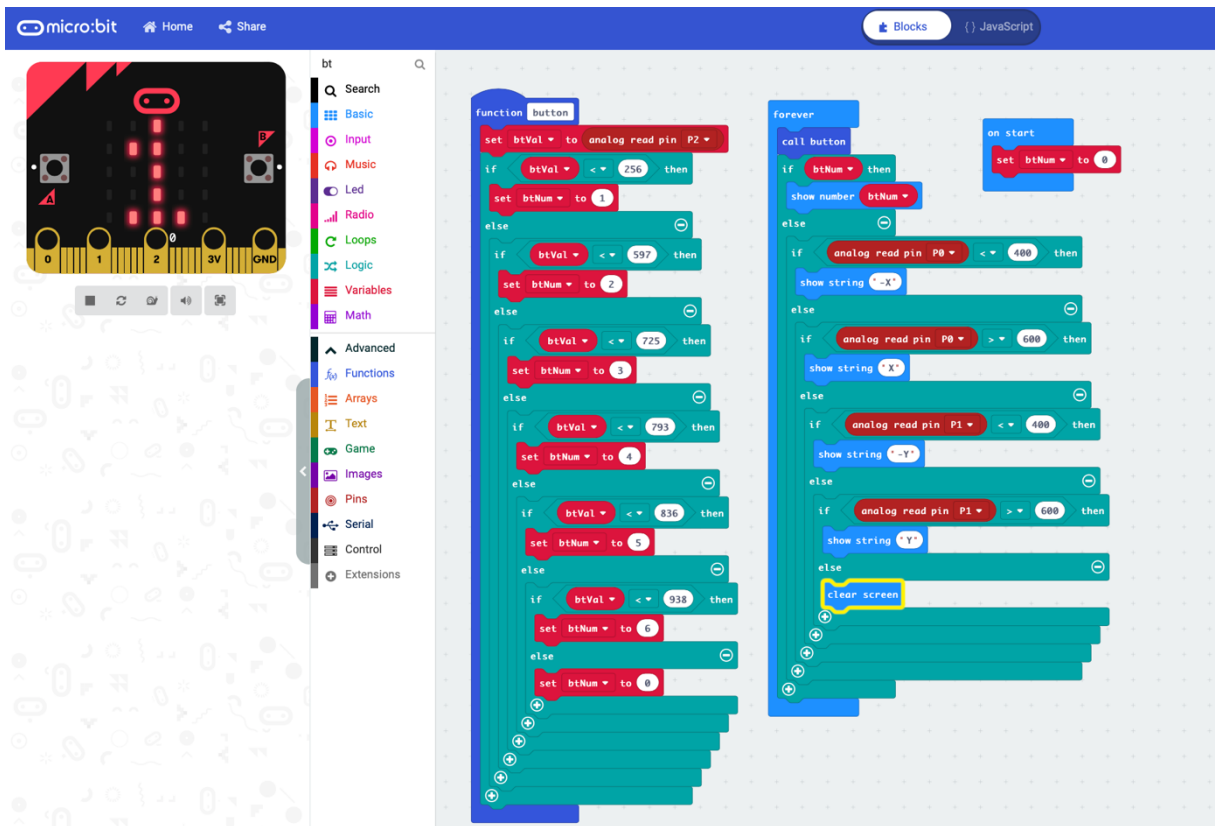 micro:bit Home Share Blocks {} JavaScript
bt
Search
Basic
Input
Music
Led
Radio
Loops
Logic
Variables
Math
Advanced
f(x) Functions
Arrays
T Text
Game
Images
Pins
Serial
Control
Extensions
A
B
0
0 1 2 3V GND
function button
set btVal to analog read pin P2
if btVal < 256 then
set btNum to 1
else
if btVal < 597 then
set btNum to 2
else
if btVal < 725 then
set btNum to 3
else
if btVal < 793 then
set btNum to 4
else
if btVal < 836 then
set btNum to 5
else
if btVal < 938 then
set btNum to 6
else
set btNum to 0
forever
call button
if btNum then
show number btNum
else
if analog read pin P0 < 400 then
show string "-X"
else
if analog read pin P0 > 600 then
show string "X"
else
if analog read pin P1 < 400 then
show string "-Y"
else
if analog read pin P1 > 600 then
show string "Y"
else
clear screen
on start
set btNum to 0